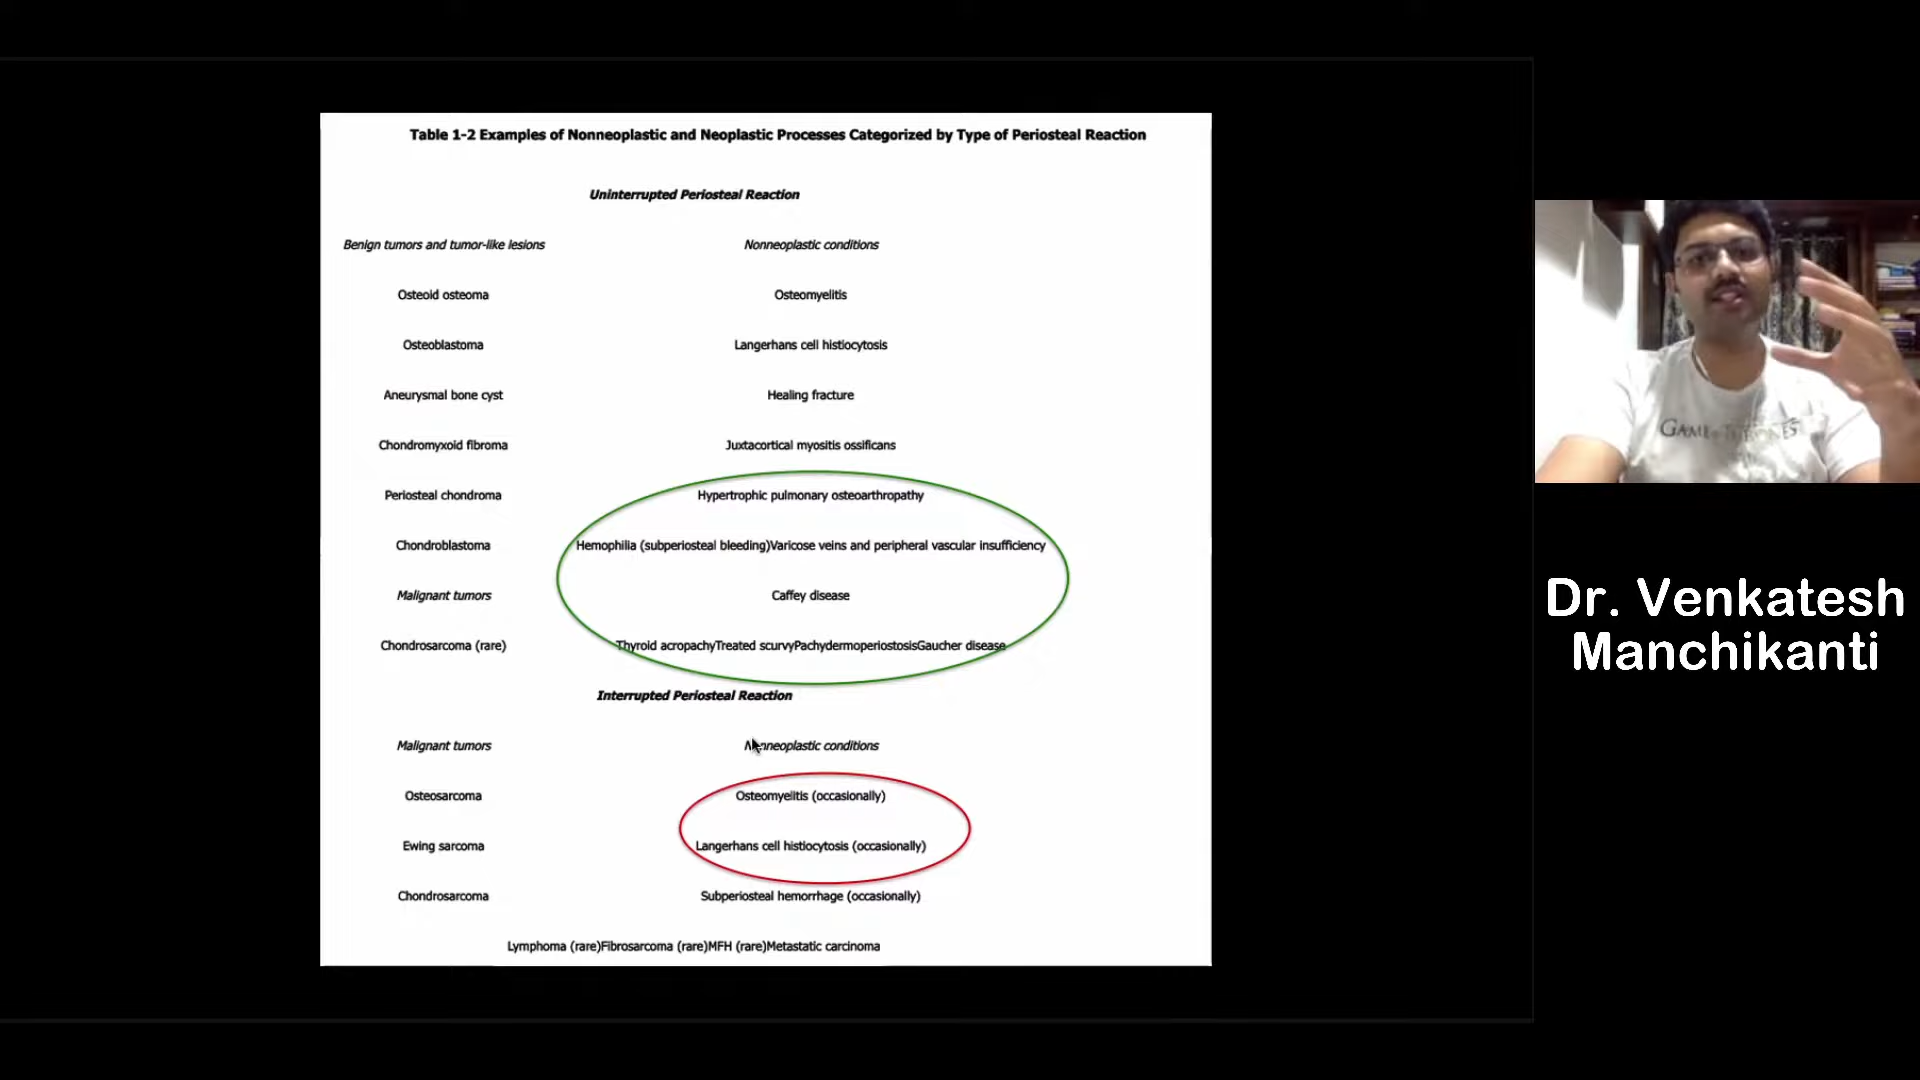 Table 1-2 Examples of Nonneoplastic and Neoplastic Processes Categorized by Type of Periosteal Reaction
Uninterrupted Periosteal Reaction
Benign tumors and tumor-like lesions Nonneoplastic conditions
Osteoid osteoma Osteomyelitis
Osteoblastoma Langerhans cell histiocytosis
Aneurysmal bone cyst Healing fracture
Chondromyxoid fibroma Juxtacortical myositis ossificans
Periosteal chondroma Hypertrophic pulmonary osteoarthropathy
Chondroblastoma Hemophilia (subperiosteal bleeding)Varicose veins and peripheral vascular insufficiency
Malignant tumors Caffey disease
Chondrosarcoma (rare) Thyroid acropachyTreated scurvyPachydermoperiostosisGaucher disease
Interrupted Periosteal Reaction
Malignant tumors Nonneoplastic conditions
Osteosarcoma Osteomyelitis (occasionally)
Ewing sarcoma Langerhans cell histiocytosis (occasionally)
Chondrosarcoma Subperiosteal hemorrhage (occasionally)
Lymphoma (rare)Fibrosarcoma (rare)MFH (rare)Metastatic carcinoma
GAME OF THRONES
Dr. Venkatesh
Manchikanti